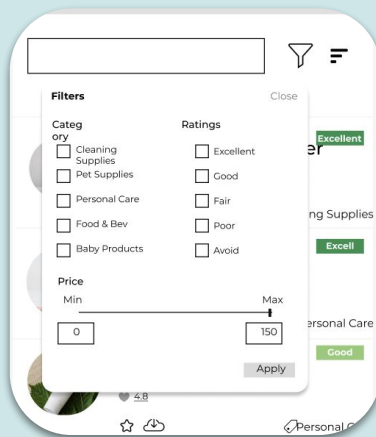 Filters
Close
Categ
ory
Ratings
Cleaning
Supplies
Pet Supplies
Personal Care
Food & Bev
Baby Products
Excellent
Good
Fair
Poor
Avoid
Price
Min
Max
0
150
Apply
Excellent
er
ng Supplies
Excell
ersonal Care
Good
4.8
Personal C